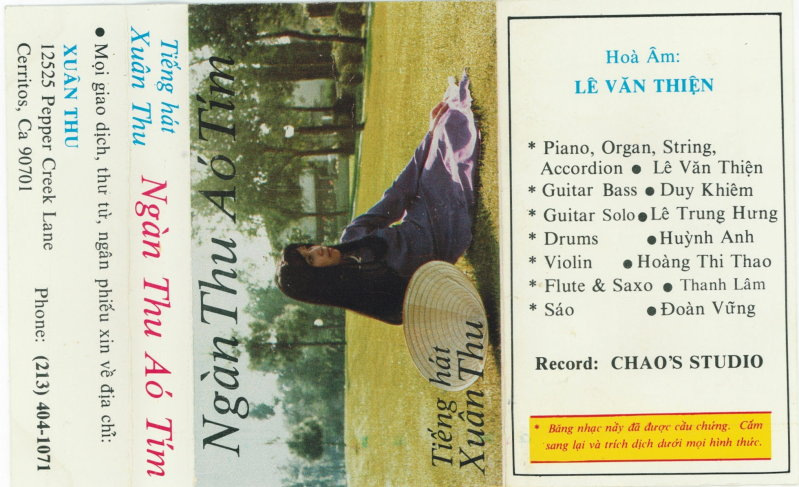 Tiếng hát
Xuân Thu
Ngàn Thu Aó Tím
• Mọi giao dịch, thư từ, ngân phiếu xin về địa chỉ:
XUÂN THU
12525 Pepper Creek Lane Phone: (213) 404-1071
Cerritos, Ca 90701
Ngàn Thu Aó Tím
Tiếng hát
Xuân Thu
Hoà Âm:
LÊ VĂN THIỆN
* Piano, Organ, String,
Accordion • Lê Văn Thiện
* Guitar Bass • Duy Khiêm
* Guitar Solo • Lê Trung Hưng
* Drums • Huỳnh Anh
* Violin • Hoàng Thi Thao
* Flute & Saxo • Thanh Lâm
* Sáo • Đoàn Vững
Record: CHAO'S STUDIO
* Băng nhạc nầy đã được cầu chứng. Cấm
sang lại và trích dịch dưới mọi hình thức.